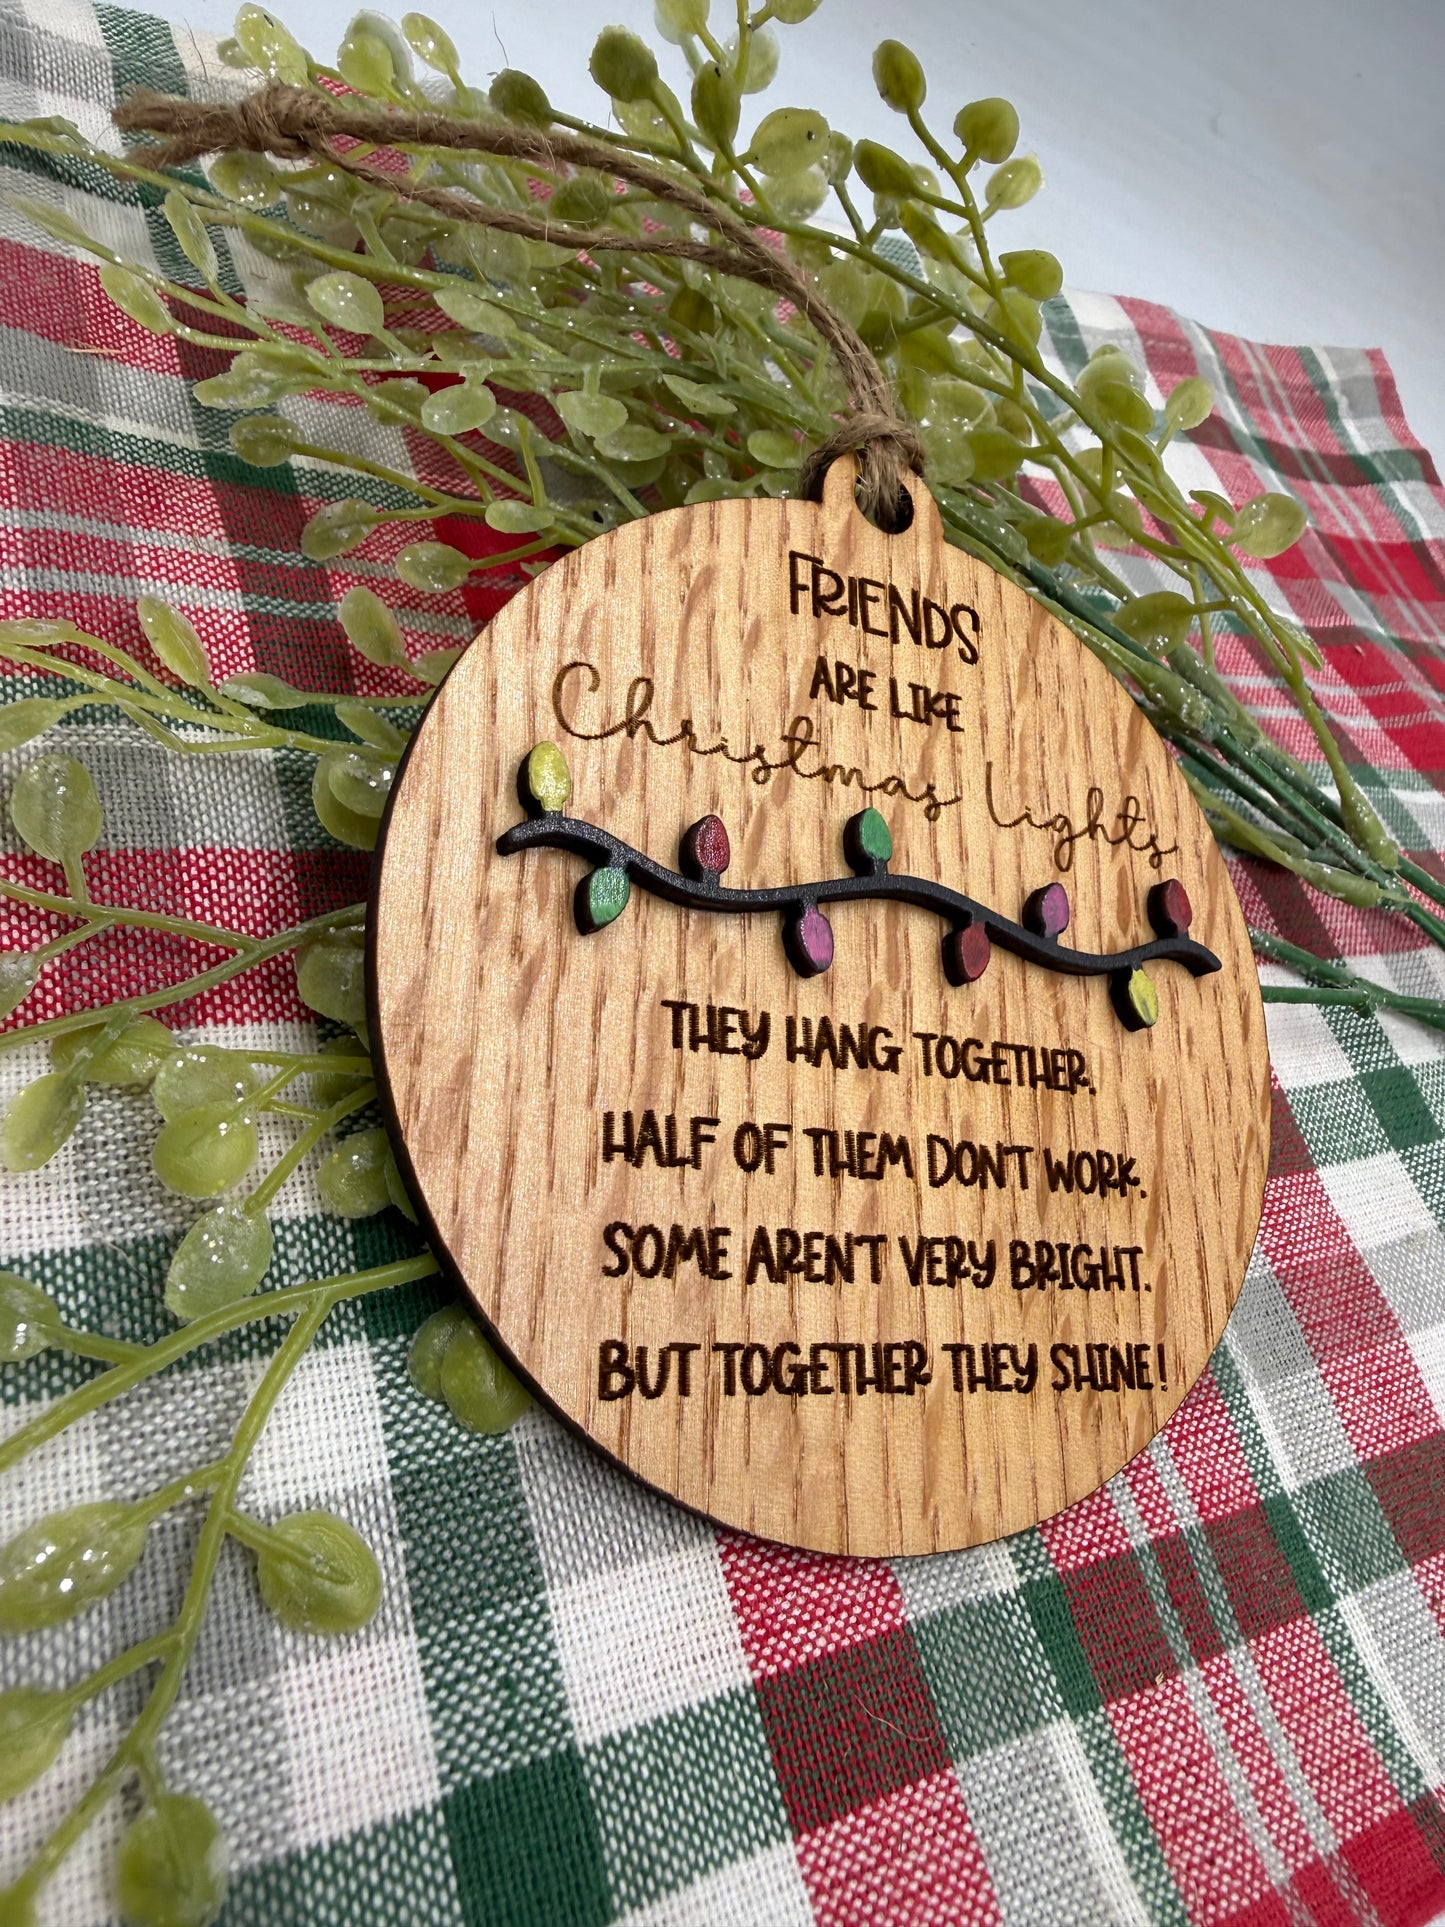 FRIENDS
ARE LIKE
Christmas Lights
THEY HANG TOGETHER.
HALF OF THEM DON'T WORK.
SOME AREN'T VERY BRIGHT.
BUT TOGETHER THEY SHINE!